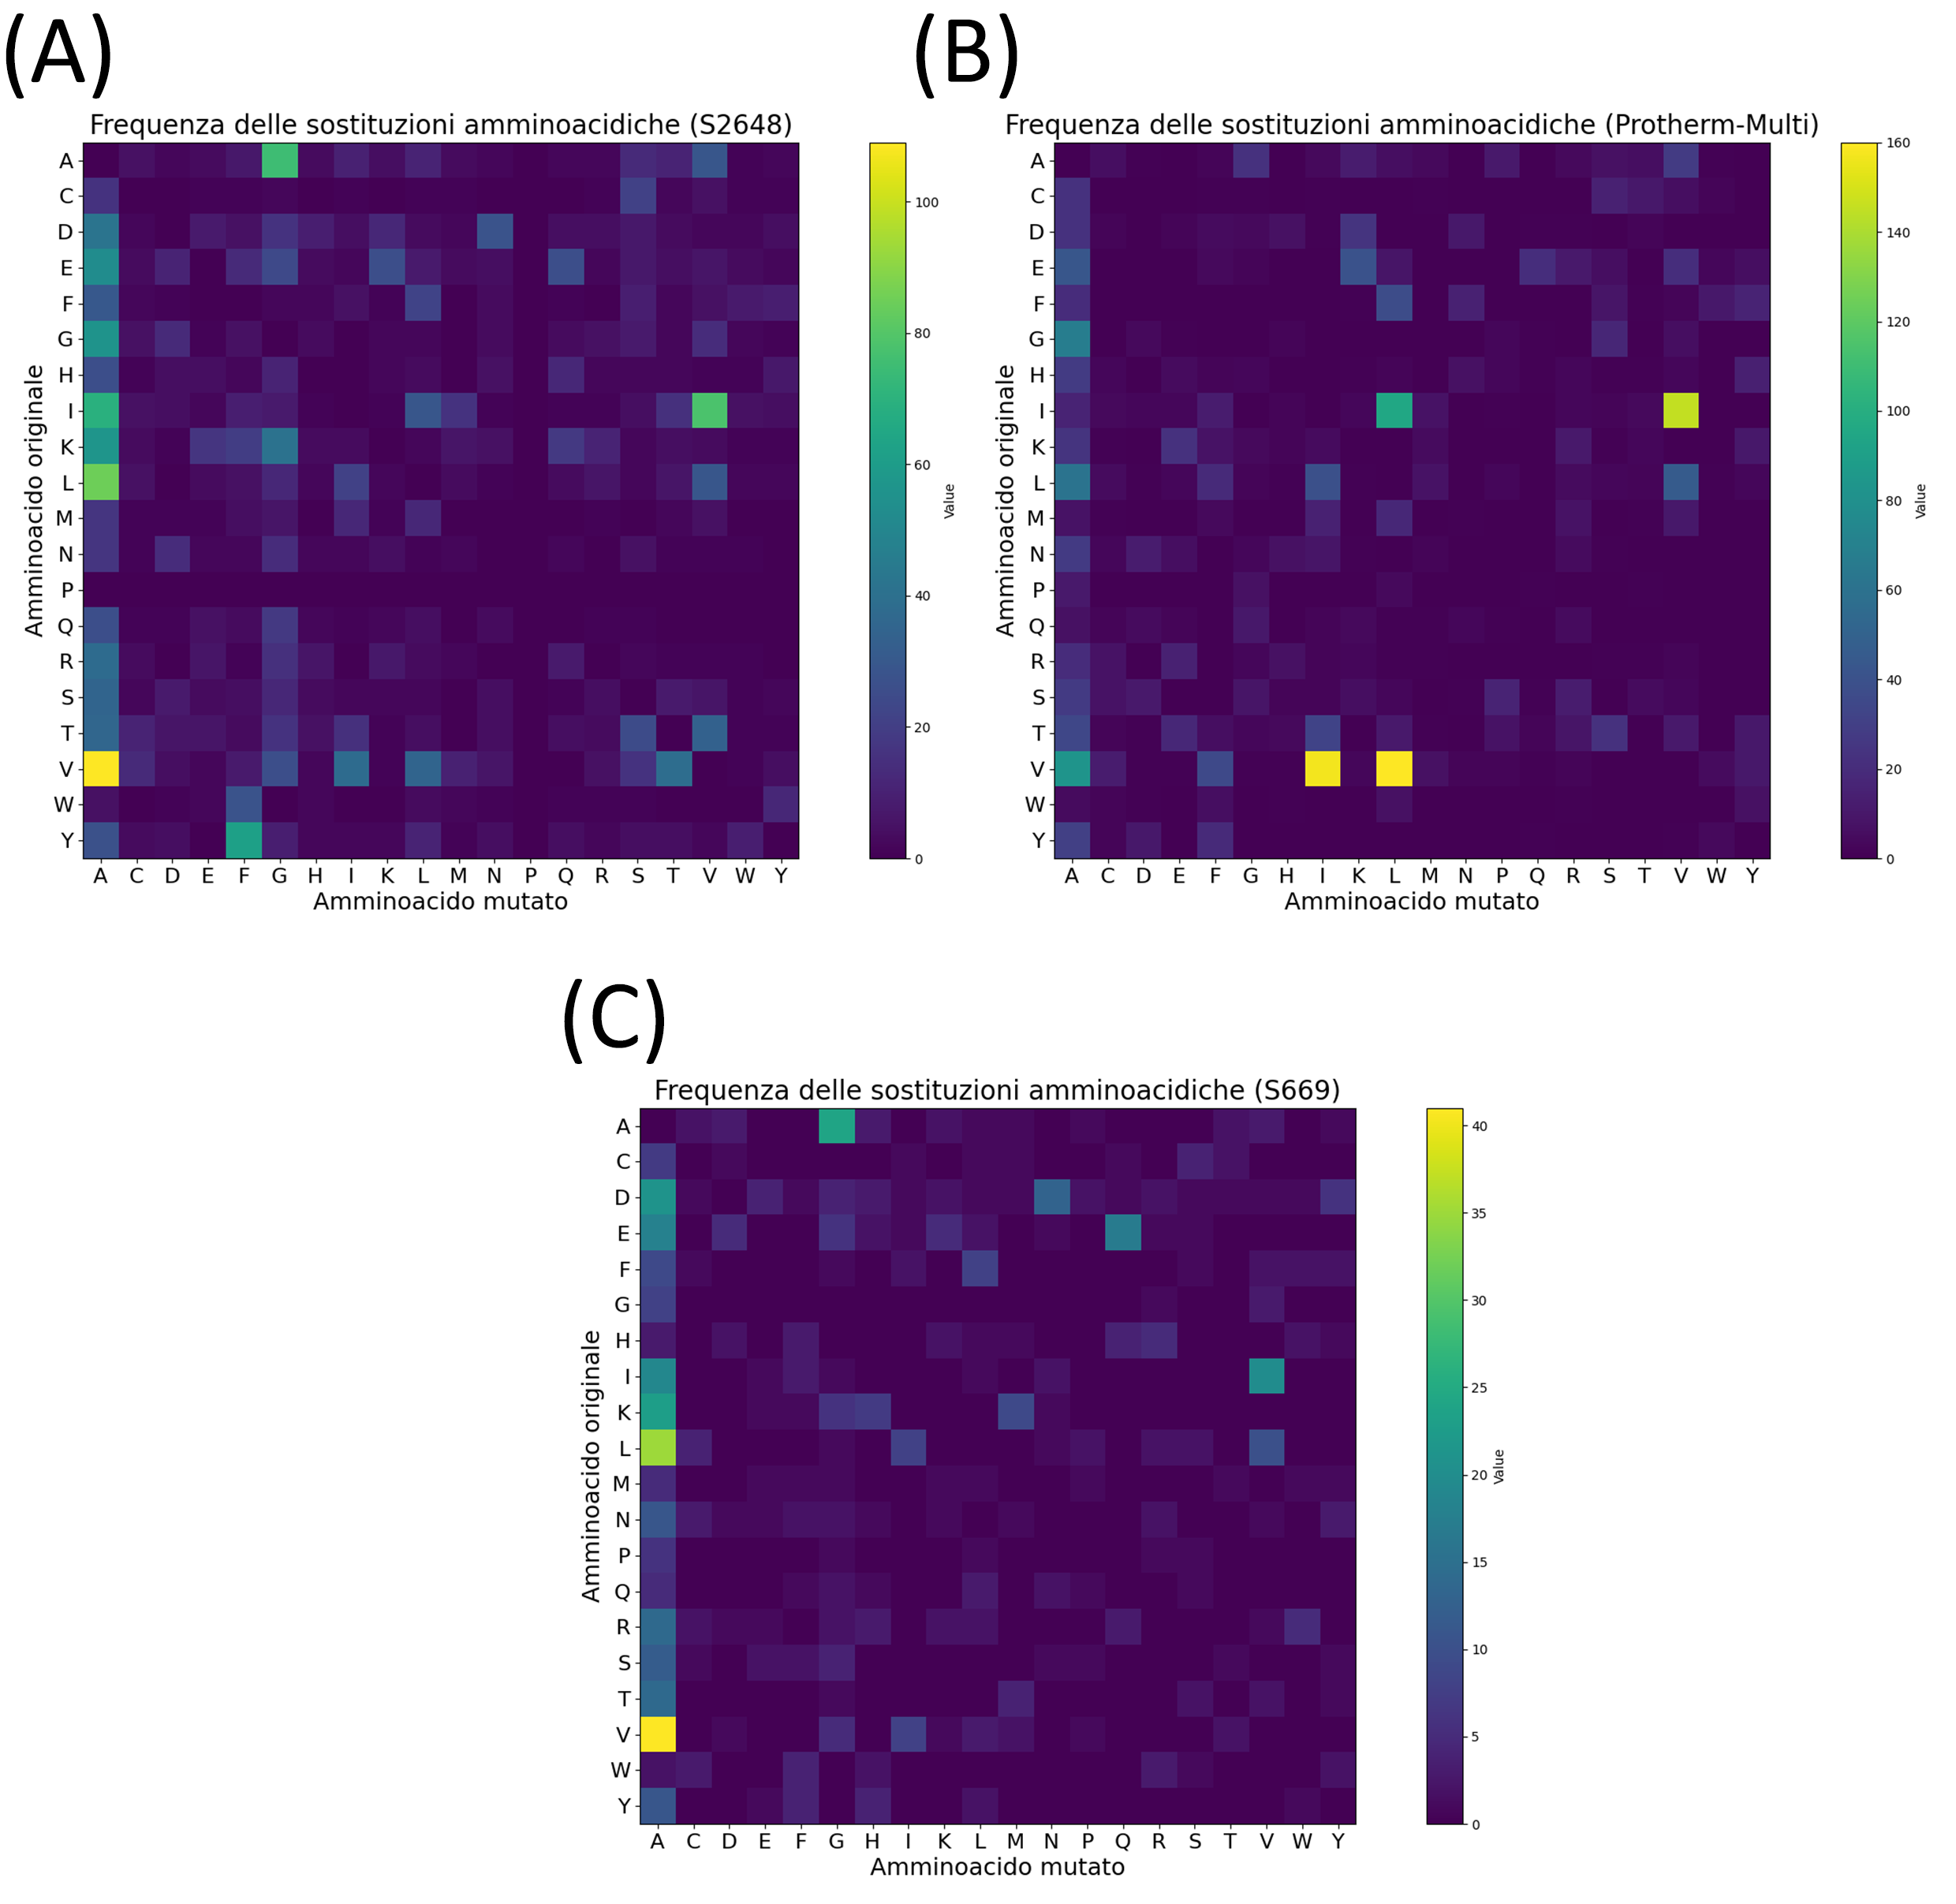 (A)
(B)
Frequenza delle sostituzioni amminoacidiche (S2648)
Amminoacido originale
A
C
D
E
F
G
H
I
K
L
M
N
P
Q
R
S
T
V
W
Y
A C D E F G H I K L M N P Q R S T V W Y
Amminoacido mutato
100
80
60
40
20
0
Value
Frequenza delle sostituzioni amminoacidiche (Protherm-Multi)
Amminoacido originale
A
C
D
E
F
G
H
I
K
L
M
N
P
Q
R
S
T
V
W
Y
A C D E F G H I K L M N P Q R S T V W Y
Amminoacido mutato
160
140
120
100
80
60
40
20
0
Value
(C)
Frequenza delle sostituzioni amminoacidiche (S669)
Amminoacido originale
A
C
D
E
F
G
H
I
K
L
M
N
P
Q
R
S
T
V
W
Y
A C D E F G H I K L M N P Q R S T V W Y
Amminoacido mutato
40
35
30
25
20
15
10
5
0
Value